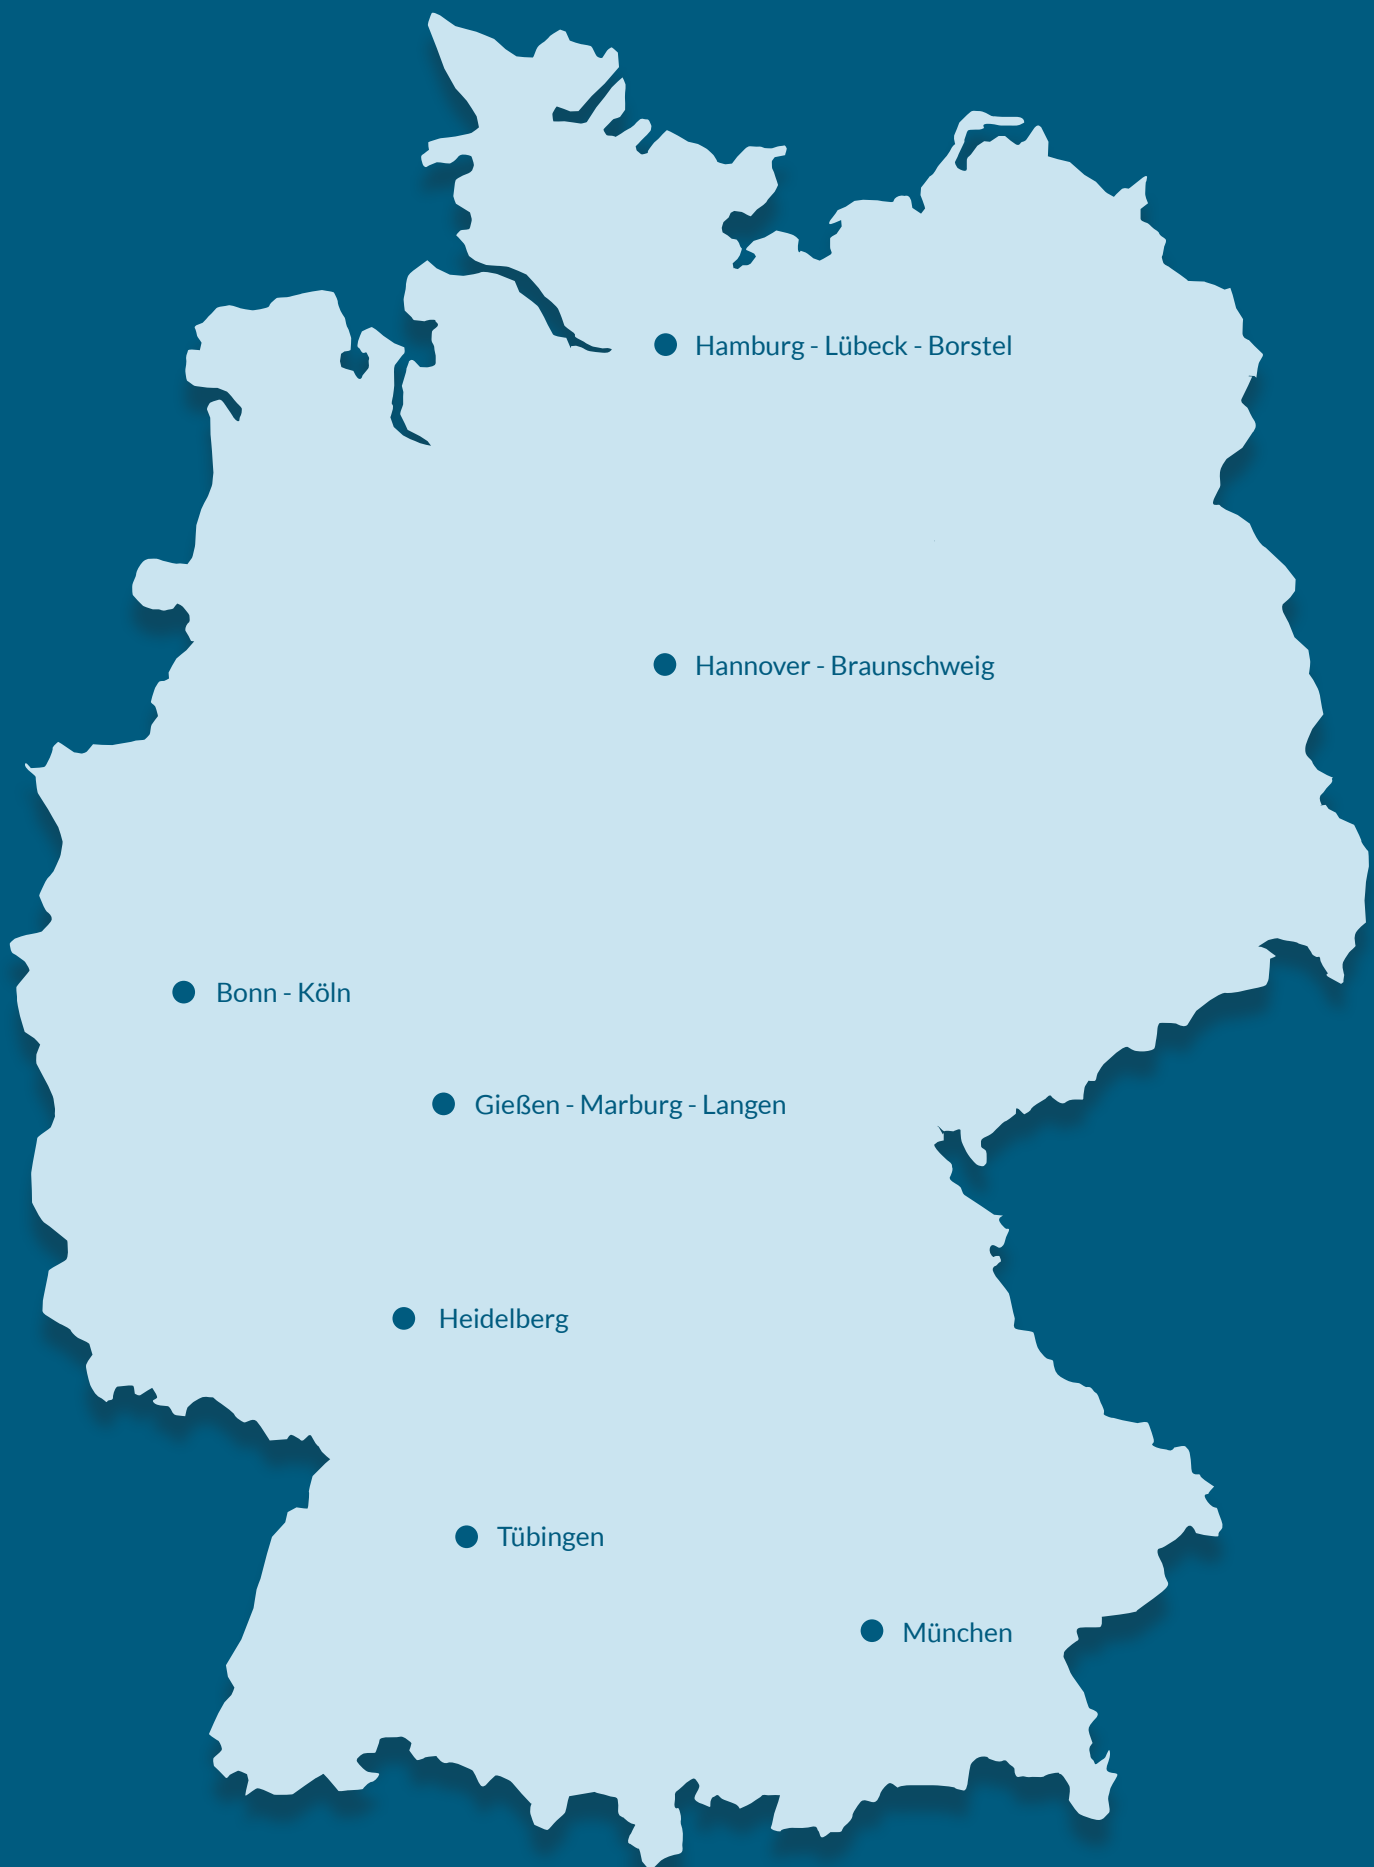 Hamburg - Lübeck - Borstel
Hannover - Braunschweig
Bonn - Köln
Gießen - Marburg - Langen
Heidelberg
Tübingen
München